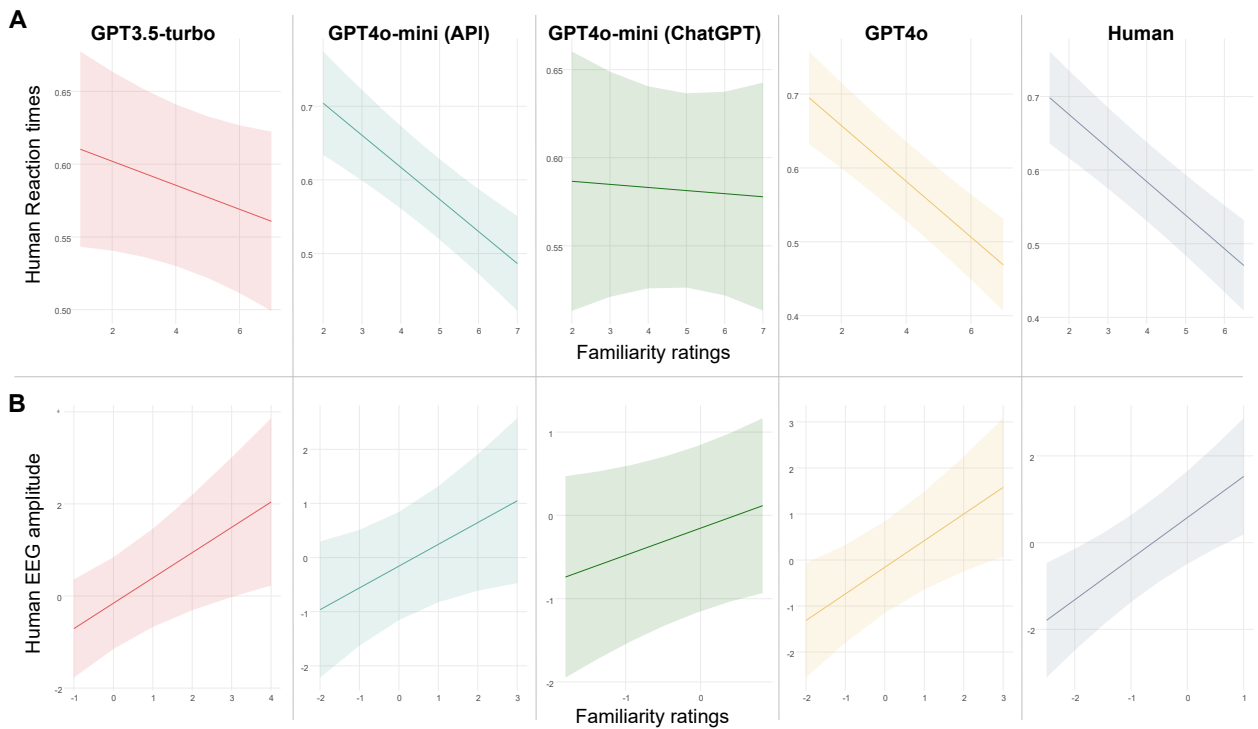 A
GPT3.5-turbo GPT4o-mini (API) GPT4o-mini (ChatGPT) GPT4o Human
Human Reaction times
0.65
0.60
0.55
0.50
2 4 6
0.7
0.6
0.5
2 3 4 5 6 7
0.65
0.60
0.55
2 3 4 5 6 7
0.7
0.6
0.5
0.4
2 4 6
0.7
0.6
0.5
0.4
2 3 4 5 6
Familiarity ratings
B
Human EEG amplitude
4
2
0
-2
-1 0 1 2 3 4
2
1
0
-1
-2
-2 -1 0 1 2 3
1
0
-1
-2
-1 0
3
2
1
0
-1
-2
-2 -1 0 1 2 3
2
0
-2
-2 -1 0 1
Familiarity ratings